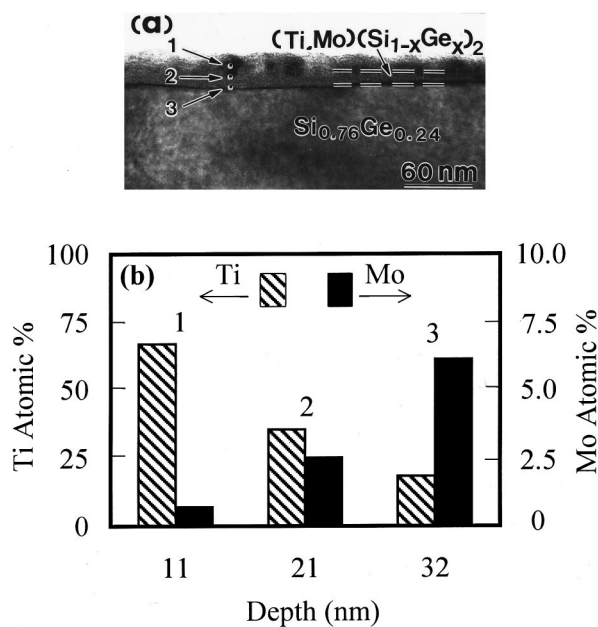 (a)
(Ti,Mo)(Si1-xGex)2
1
2
3
Si0.76Ge0.24
60 nm
(b)
Ti
Mo
100
75
50
25
0
Ti Atomic %
10.0
7.5
5.0
2.5
0
Mo Atomic %
1
2
3
11 21 32
Depth (nm)